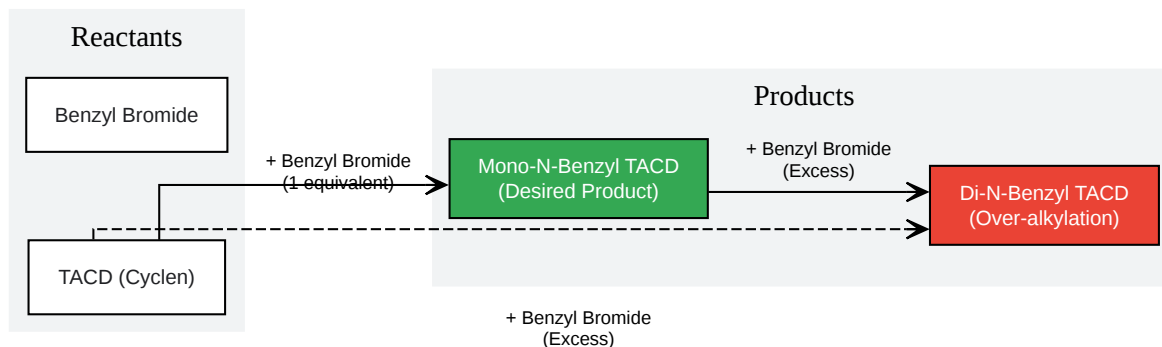 Reactants
Benzyl Bromide
TACD (Cyclen)
+ Benzyl Bromide
(1 equivalent)
Products
Mono-N-Benzyl TACD
(Desired Product)
+ Benzyl Bromide
(Excess)
Di-N-Benzyl TACD
(Over-alkylation)
+ Benzyl Bromide
(Excess)